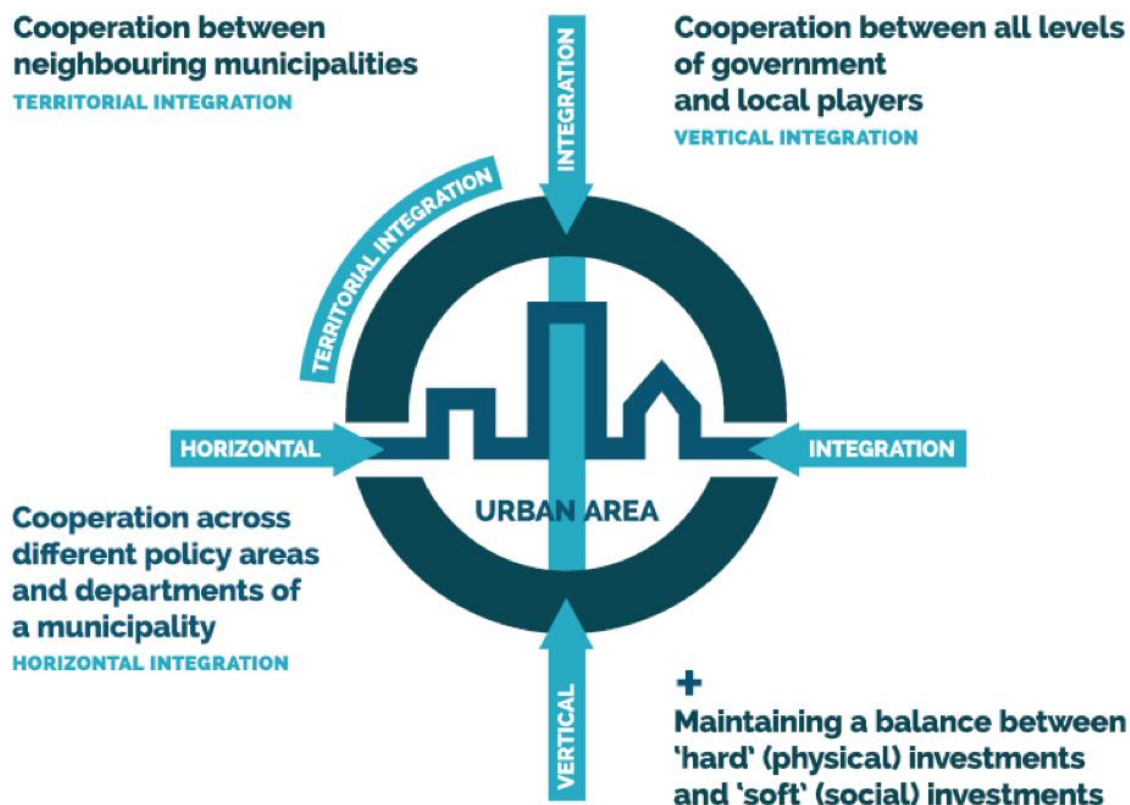 Cooperation between
neighbouring municipalities
TERRITORIAL INTEGRATION
Cooperation between all levels
of government
and local players
VERTICAL INTEGRATION
INTEGRATION
TERRITORIAL INTEGRATION
HORIZONTAL
INTEGRATION
URBAN AREA
Cooperation across
different policy areas
and departments of
a municipality
HORIZONTAL INTEGRATION
VERTICAL
+
Maintaining a balance between
'hard' (physical) investments
and 'soft' (social) investments